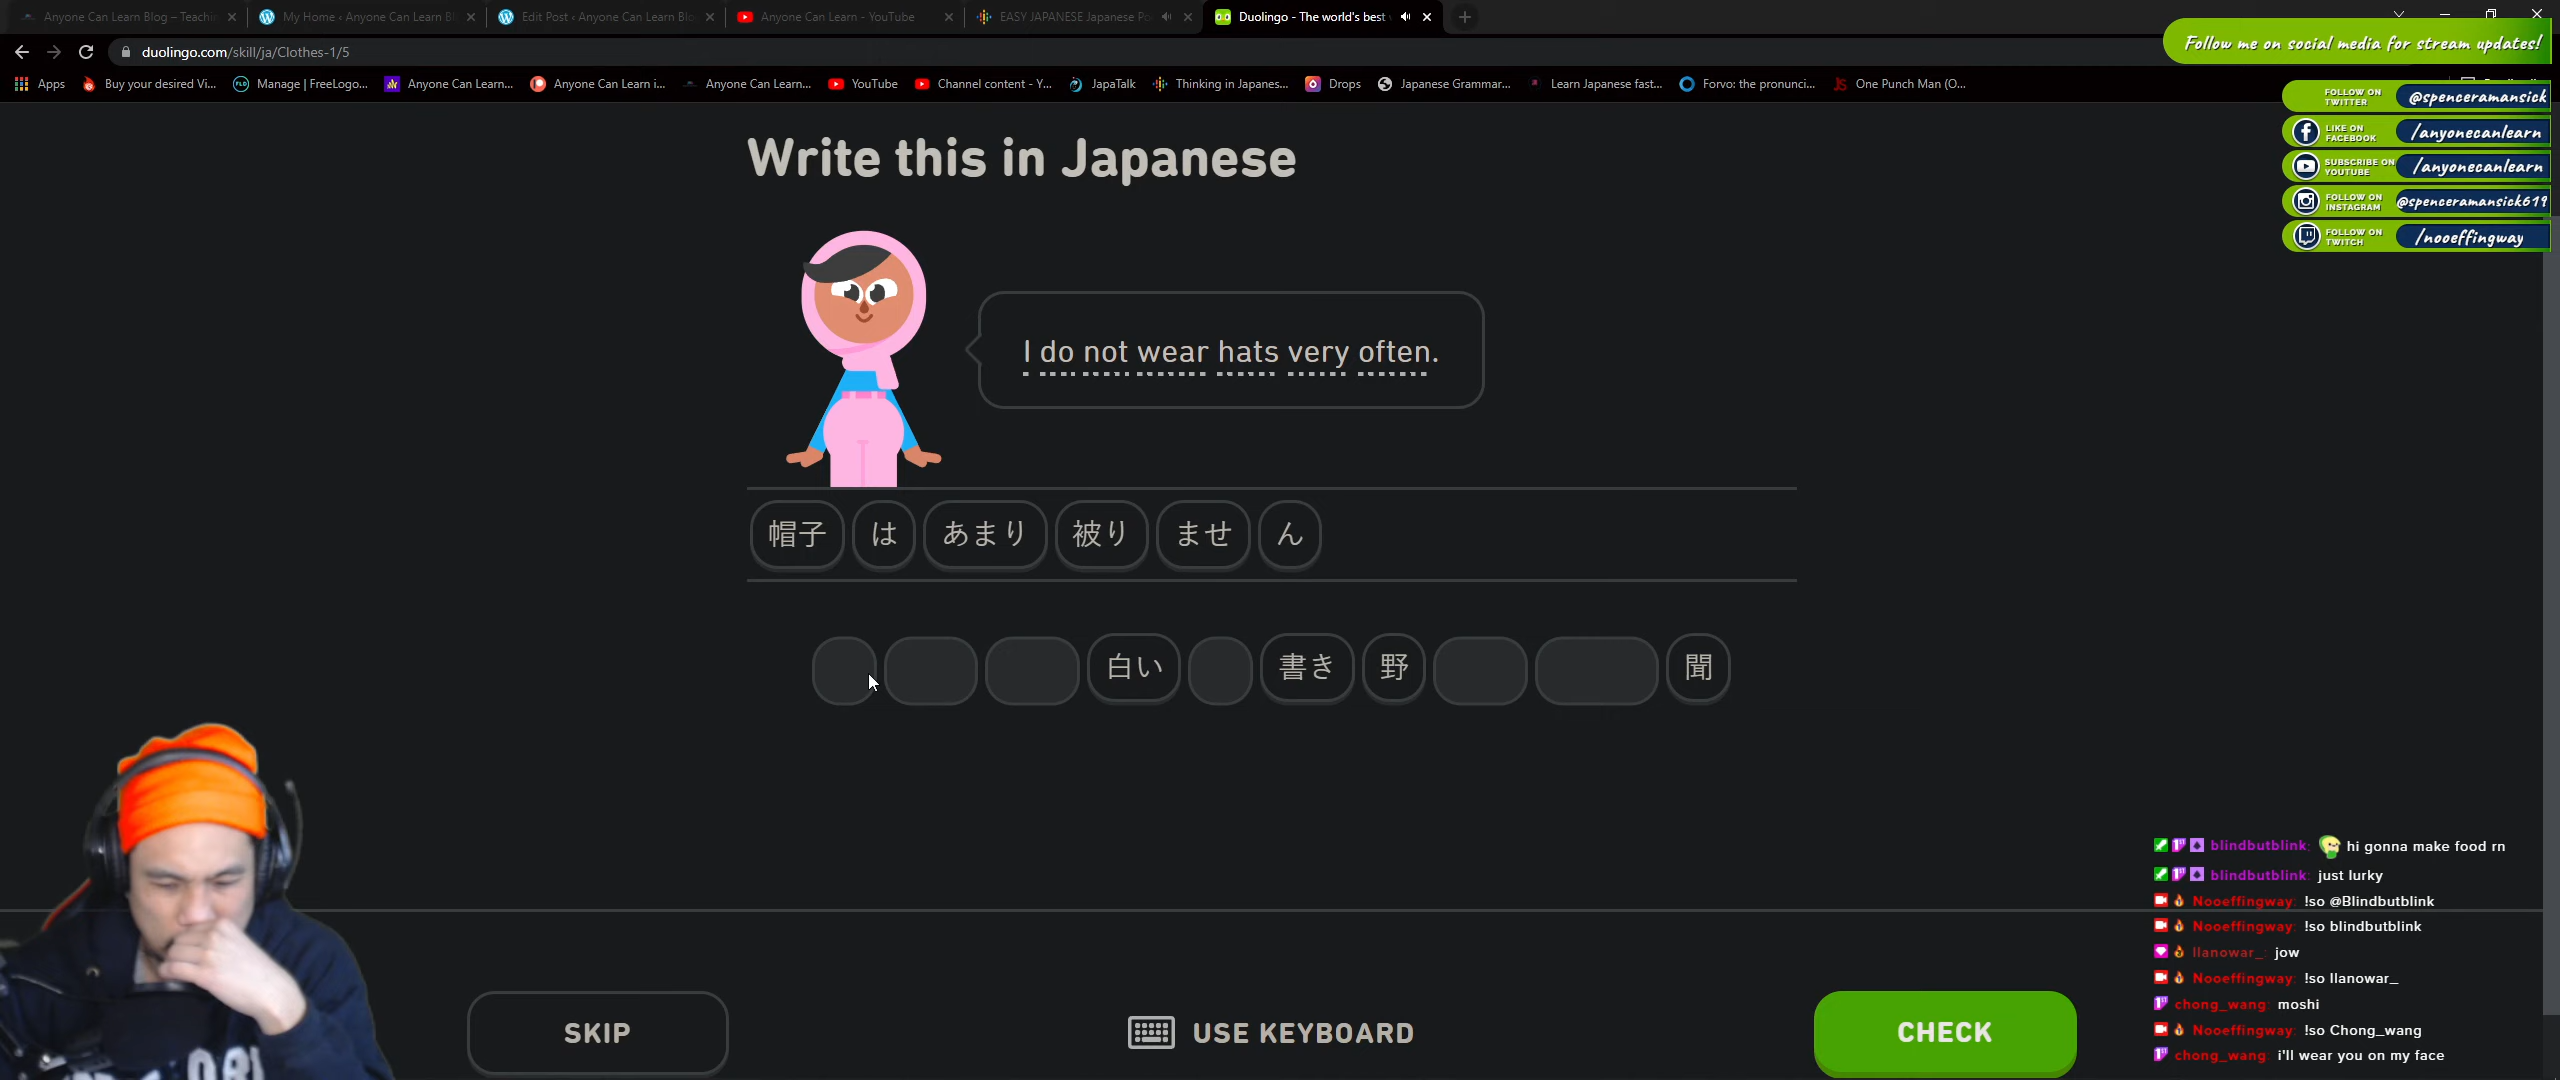 Anyone Can Learn Blog – Teachi
My Home ‹ Anyone Can Learn Bl
Edit Post ‹ Anyone Can Learn Blo
Anyone Can Learn - YouTube
EASY JAPANESE Japanese Po
Duolingo - The world's best
duolingo.com/skill/ja/Clothes-1/5
Apps
Buy your desired Vi...
Manage | FreeLogo...
Anyone Can Learn...
Anyone Can Learn i...
Anyone Can Learn...
YouTube
Channel content - Y...
JapaTalk
Thinking in Japanes...
Drops
Japanese Grammar...
Learn Japanese fast...
Forvo: the pronunci...
One Punch Man (O...
Follow me on social media for stream updates!
FOLLOW ON TWITTER @spenceramansick
LIKE ON FACEBOOK /anyonecanlearn
SUBSCRIBE ON YOUTUBE /anyonecanlearn
FOLLOW ON INSTAGRAM @spenceramansick619
FOLLOW ON TWITCH /nooeffingway
Write this in Japanese
I do not wear hats very often.
帽子 は あまり 被り ませ ん
白い 書き 野 聞
blindbutblink: hi gonna make food rn
blindbutblink: just lurky
Nooeffingway: !so @Blindbutblink
Nooeffingway: !so blindbutblink
llanowar_: jow
Nooeffingway: !so llanowar_
chong_wang: moshi
Nooeffingway: !so Chong_wang
chong_wang: i'll wear you on my face
SKIP
USE KEYBOARD
CHECK